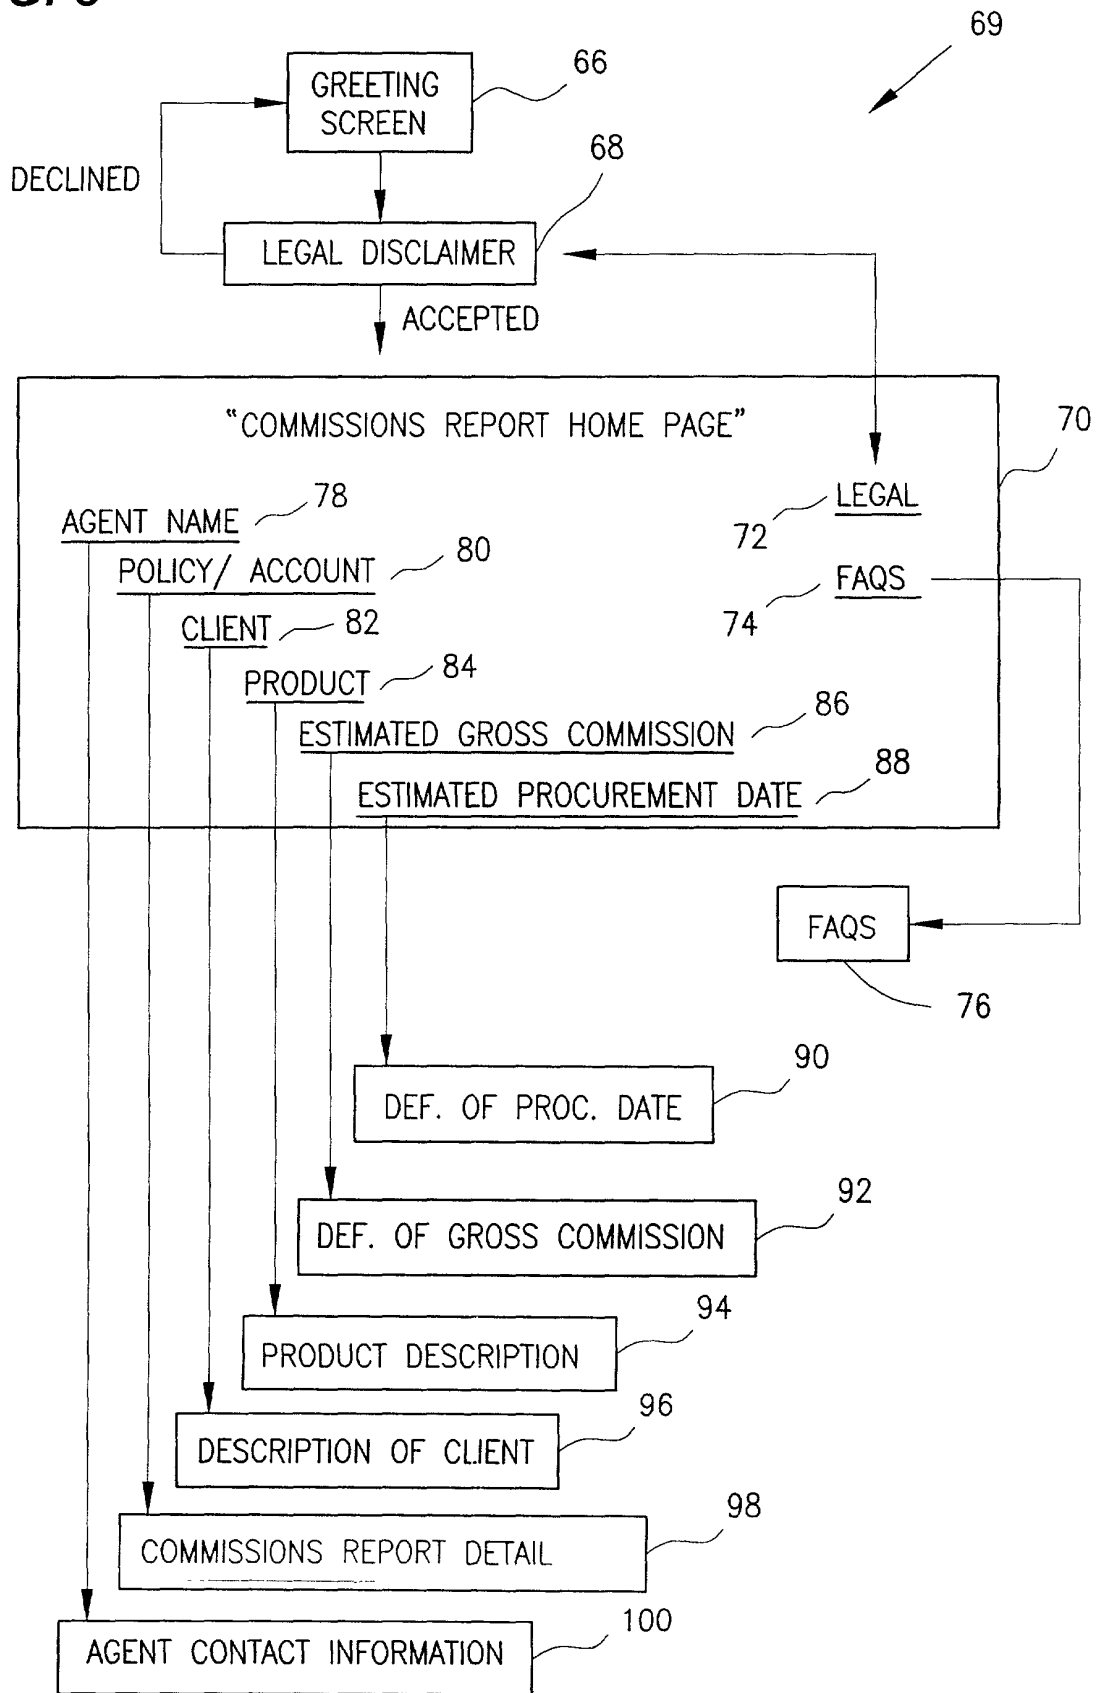 69
GREETING
SCREEN
66
DECLINED
68
LEGAL DISCLAIMER
ACCEPTED
"COMMISSIONS REPORT HOME PAGE"
70
LEGAL
72
AGENT NAME
78
POLICY/ ACCOUNT
80
FAQS
74
CLIENT
82
PRODUCT
84
ESTIMATED GROSS COMMISSION
86
ESTIMATED PROCUREMENT DATE
88
FAQS
76
DEF. OF PROC. DATE
90
DEF. OF GROSS COMMISSION
92
PRODUCT DESCRIPTION
94
DESCRIPTION OF CLIENT
96
COMMISSIONS REPORT DETAIL
98
AGENT CONTACT INFORMATION
100